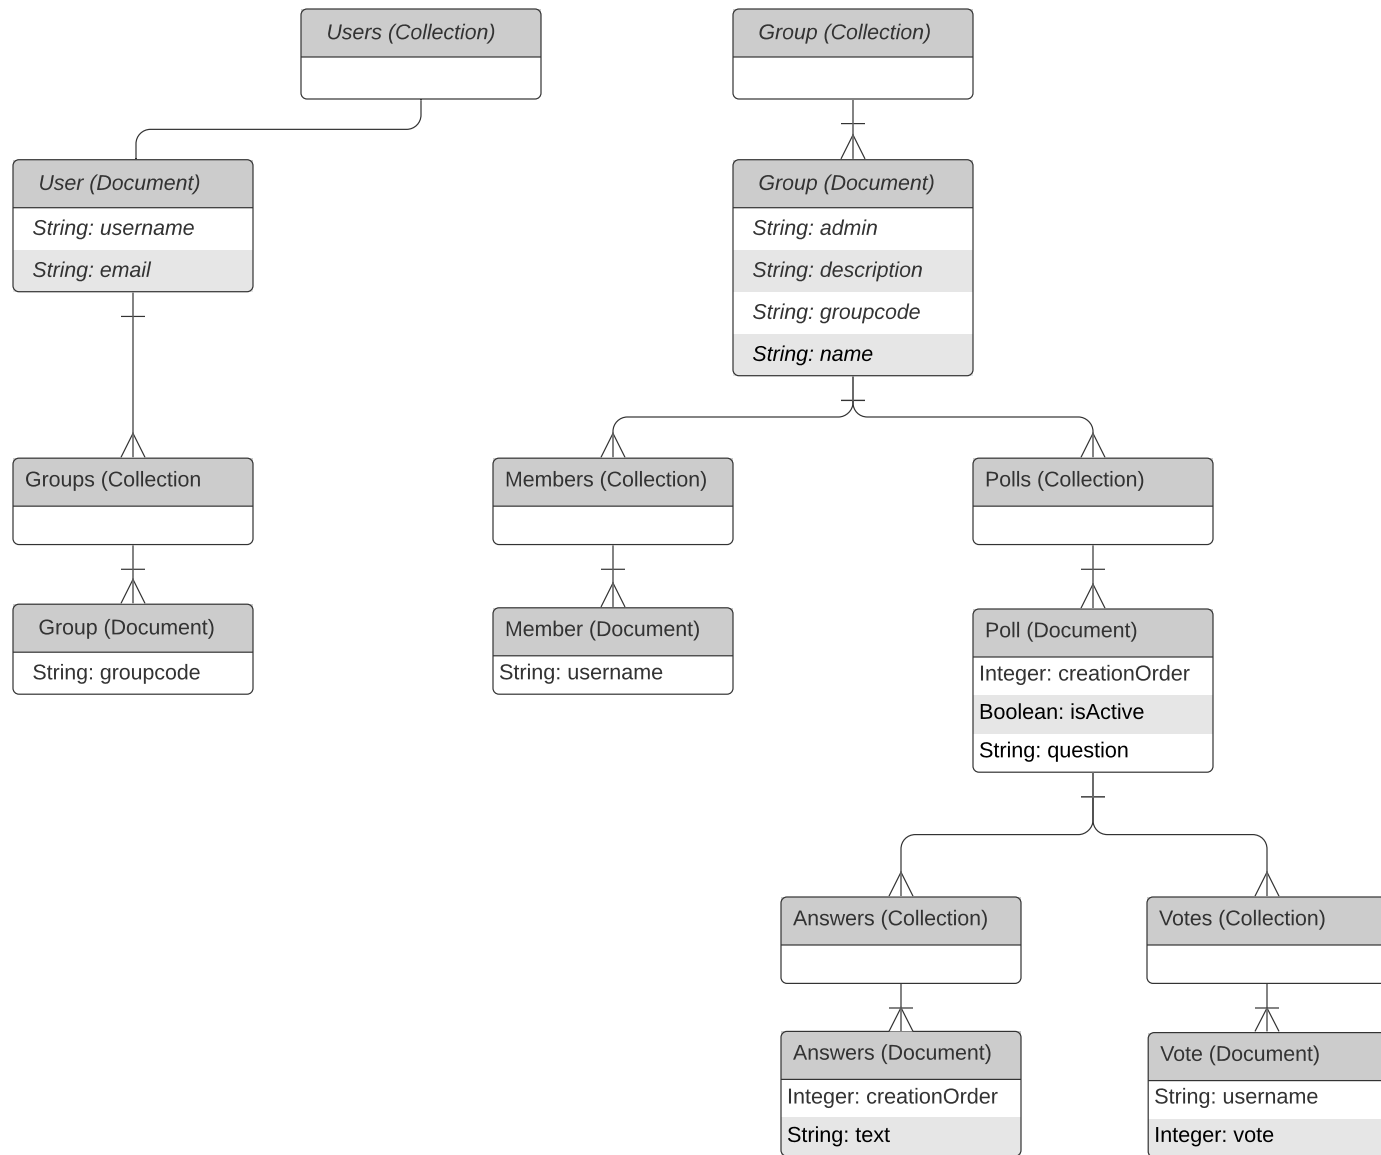 Users (Collection)
Group (Collection)
User (Document)
String: username
String: email
Group (Document)
String: admin
String: description
String: groupcode
String: name
Groups (Collection
Members (Collection)
Polls (Collection)
Group (Document)
String: groupcode
Member (Document)
String: username
Poll (Document)
Integer: creationOrder
Boolean: isActive
String: question
Answers (Collection)
Votes (Collection)
Answers (Document)
Integer: creationOrder
String: text
Vote (Document)
String: username
Integer: vote